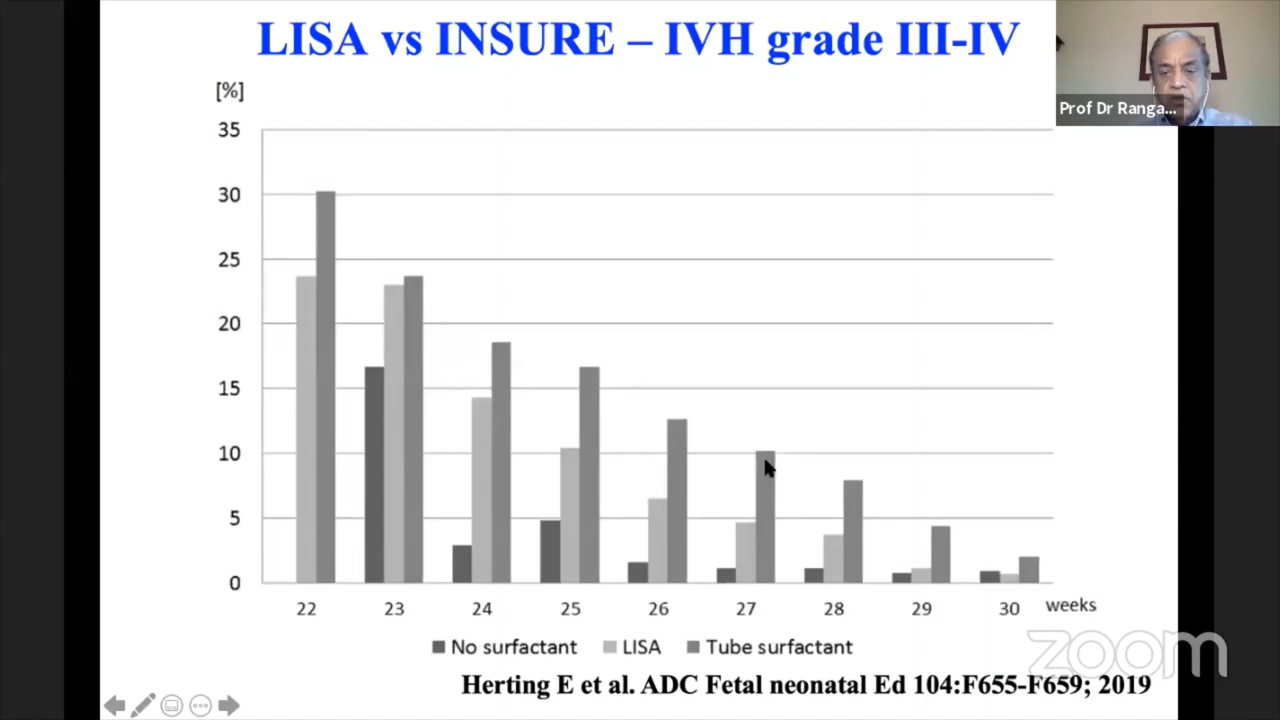 LISA vs INSURE – IVH grade III-IV
Prof Dr Ranga...
[%]
35
30
25
20
15
10
5
0
22 23 24 25 26 27 28 29 30 weeks
No surfactant LISA Tube surfactant
zoom
Herting E et al. ADC Fetal neonatal Ed 104:F655-F659; 2019